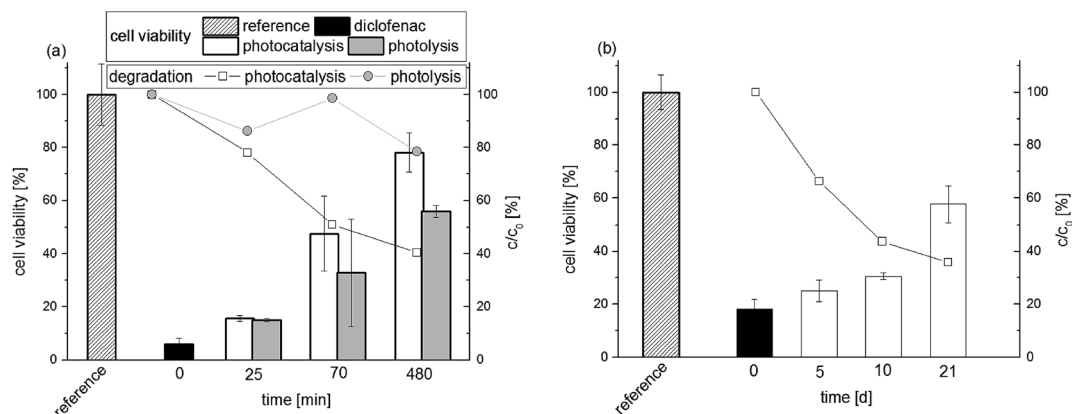 (a)
cell viability
reference
diclofenac
photocatalysis
photolysis
degradation
photocatalysis
photolysis
cell viability [%]
100
80
60
40
20
0
reference
0
25
70
480
time [min]
100
80
60
40
20
0
c/c0 [%]
(b)
cell viability [%]
100
80
60
40
20
0
reference
0
5
10
21
time [d]
100
80
60
40
20
0
c/c0 [%]